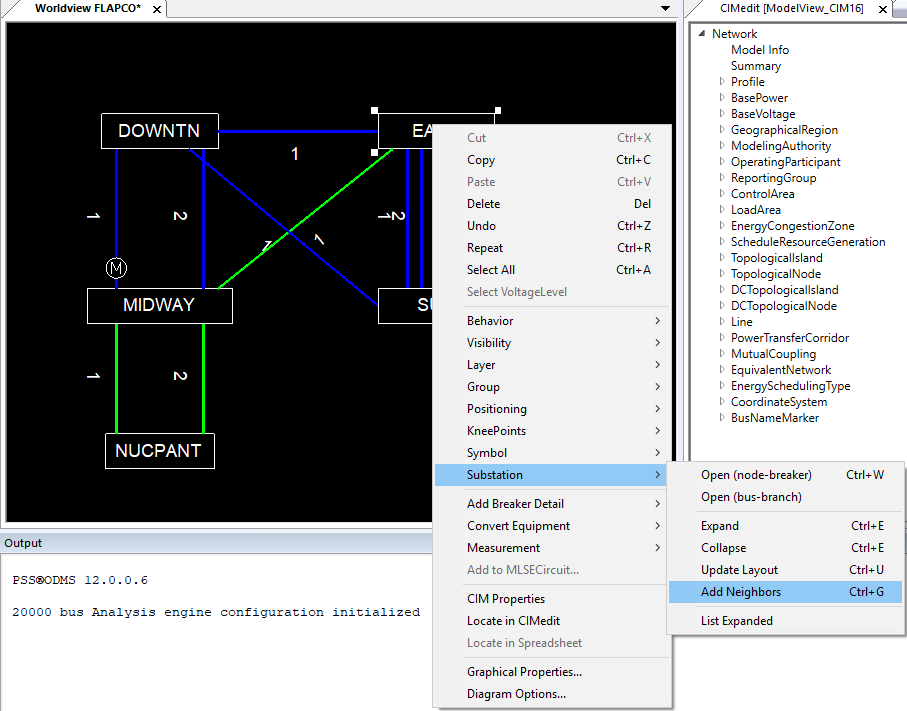 Worldview FLAPCO*
CIMedit [ModelView_CIM16]
DOWNTN
EA
1
1
2
1
1
1
2
M
MIDWAY
SU
1
2
NUCPANT
Cut Ctrl+X
Copy Ctrl+C
Paste Ctrl+V
Delete Del
Undo Ctrl+Z
Repeat Ctrl+R
Select All Ctrl+A
Select VoltageLevel
Behavior
Visibility
Layer
Group
Positioning
KneePoints
Symbol
Substation
Add Breaker Detail
Convert Equipment
Measurement
Add to MLSECircuit...
CIM Properties
Locate in CIMedit
Locate in Spreadsheet
Graphical Properties...
Diagram Options...
Open (node-breaker) Ctrl+W
Open (bus-branch)
Expand Ctrl+E
Collapse Ctrl+E
Update Layout Ctrl+U
Add Neighbors Ctrl+G
List Expanded
Network
Model Info
Summary
Profile
BasePower
BaseVoltage
GeographicalRegion
ModelingAuthority
OperatingParticipant
ReportingGroup
ControlArea
LoadArea
EnergyCongestionZone
ScheduleResourceGeneration
TopologicalIsland
TopologicalNode
DCTopologicalIsland
DCTopologicalNode
Line
PowerTransferCorridor
MutualCoupling
EquivalentNetwork
EnergySchedulingType
CoordinateSystem
BusNameMarker
Output
PSS®ODMS 12.0.0.6
20000 bus Analysis engine configuration initialized